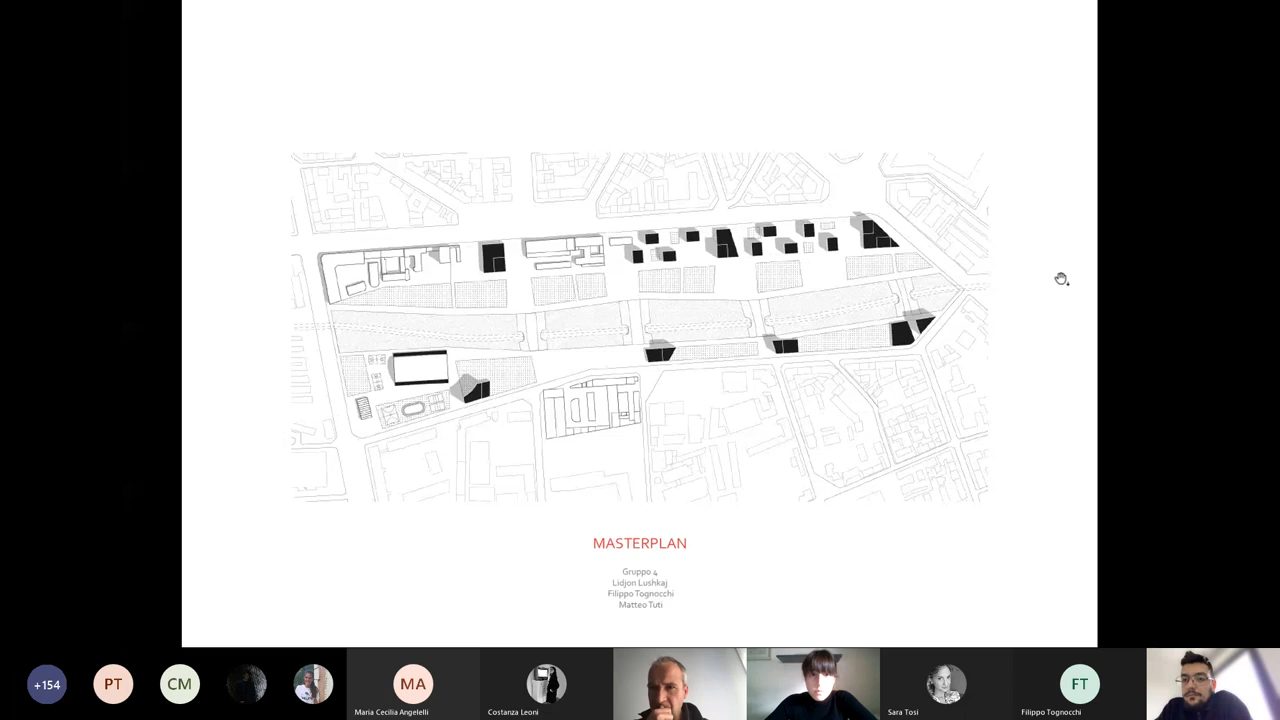 MASTERPLAN
Gruppo 4
Lidjon Lushkaj
Filippo Tognocchi
Matteo Tuti
+154
PT
CM
MA
Maria Cecilia Angelelli
Costanza Leoni
Sara Tosi
FT
Filippo Tognocchi